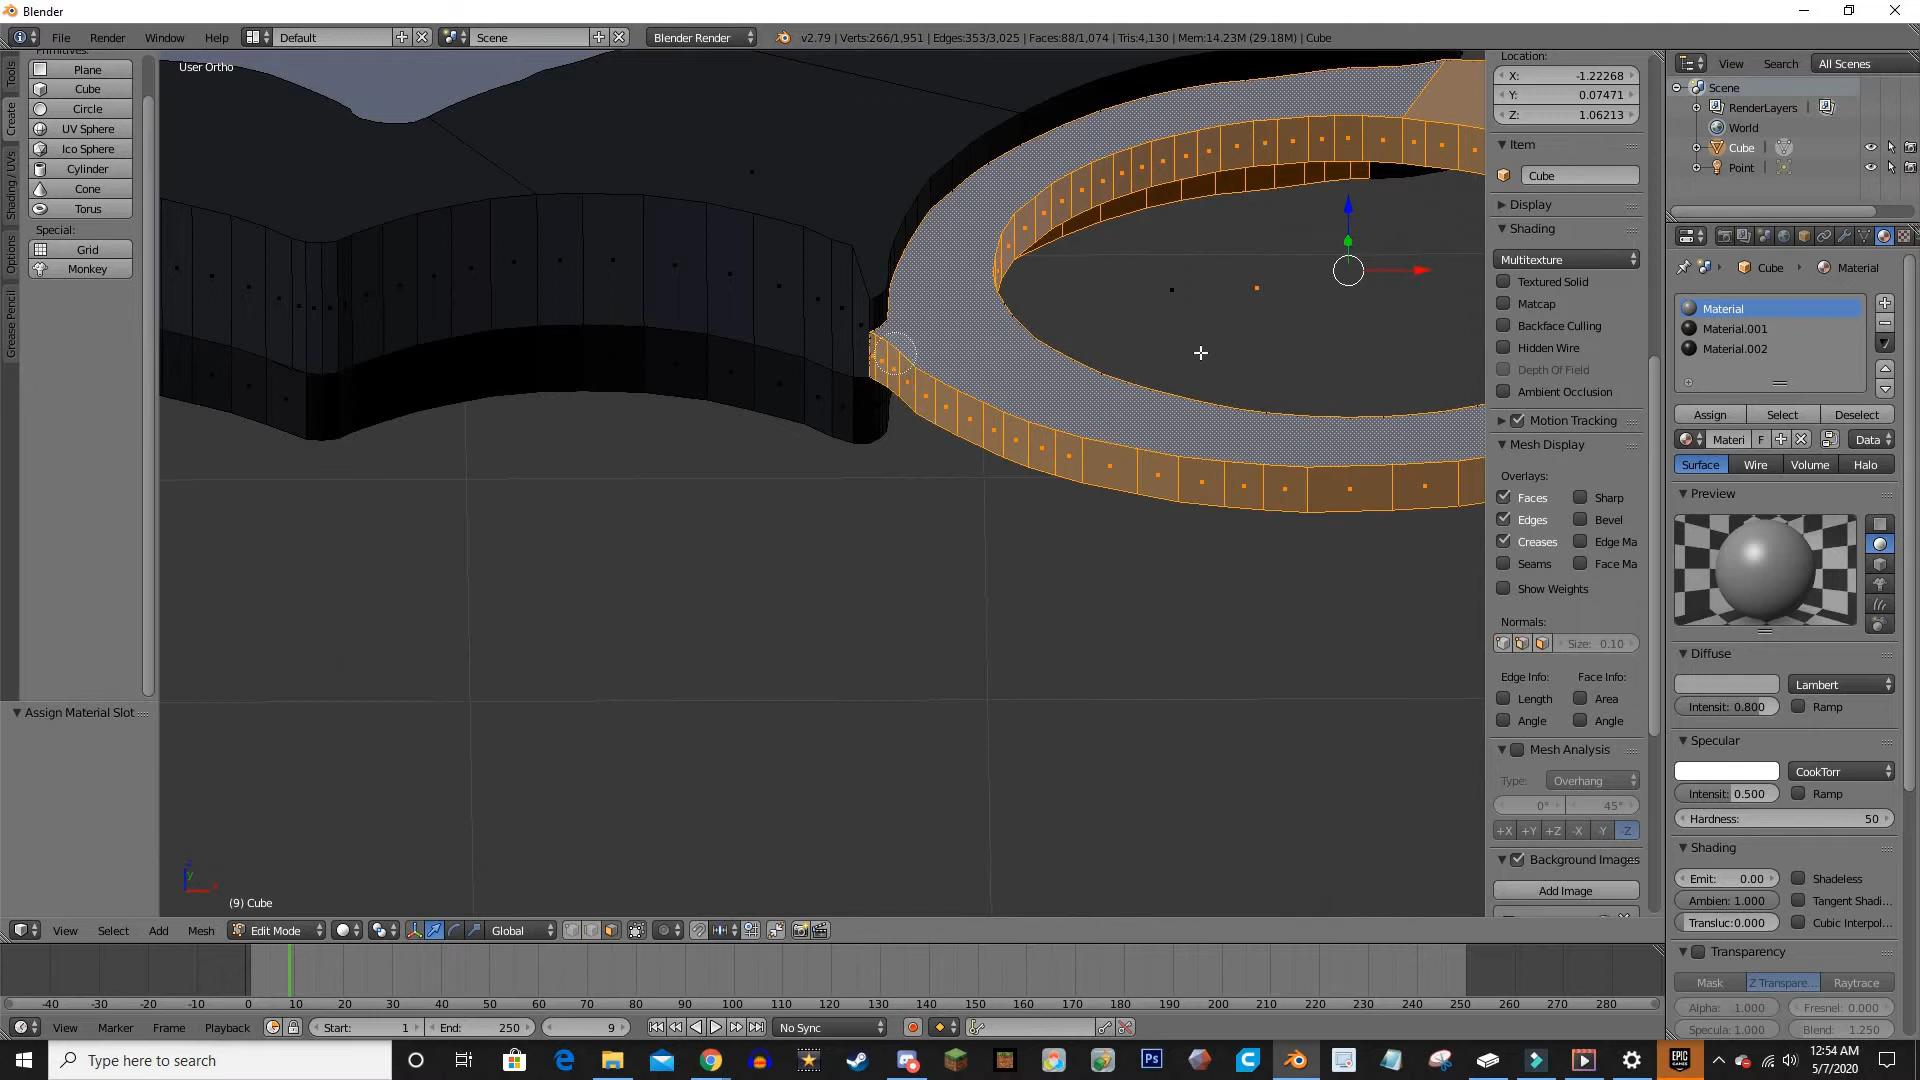 Blender
File Render Window Help Default Scene Blender Render v2.79 | Verts:266/1,951 | Edges:353/3,025 | Faces:88/1,074 | Tris:4,130 | Mem:14.23M (29.18M) | Cube
Tools
Create
Shading / UVs
Options
Grease Pencil
Primitives:
Plane
Cube
Circle
UV Sphere
Ico Sphere
Cylinder
Cone
Torus
Special:
Grid
Monkey
Assign Material Slot
User Ortho
(9) Cube
Location:
X: -1.22268
Y: 0.07471
Z: 1.06213
Item
Cube
Display
Shading
Multitexture
Textured Solid
Matcap
Backface Culling
Hidden Wire
Depth Of Field
Ambient Occlusion
Motion Tracking
Mesh Display
Overlays:
Faces Sharp
Edges Bevel
Creases Edge Ma
Seams Face Ma
Show Weights
Normals:
Size: 0.10
Edge Info: Face Info:
Length Area
Angle Angle
Mesh Analysis
Type: Overhang
0° 45°
+X +Y +Z -X -Y -Z
Background Images
Add Image
View Search All Scenes
Scene
RenderLayers
World
Cube
Point
Cube Material
Material
Material.001
Material.002
Assign Select Deselect
Materi F Data
Surface Wire Volume Halo
Preview
Diffuse
Lambert
Intensit: 0.800 Ramp
Specular
CookTorr
Intensit: 0.500 Ramp
Hardness: 50
Shading
Emit: 0.00 Shadeless
Ambien: 1.000 Tangent Shadi...
Transluc:0.000 Cubic Interpol...
Transparency
Mask Z Transpare... Raytrace
Alpha: 1.000 Fresnel: 0.000
Specula: 1.000 Blend: 1.250
View Select Add Mesh Edit Mode Global
-40 -30 -20 -10 0 10 20 30 40 50 60 70 80 90 100 110 120 130 140 150 160 170 180 190 200 210 220 230 240 250 260 270 280
View Marker Frame Playback Start: 1 End: 250 9 No Sync
Type here to search
Ps
EPIC GAMES
12:54 AM
5/7/2020